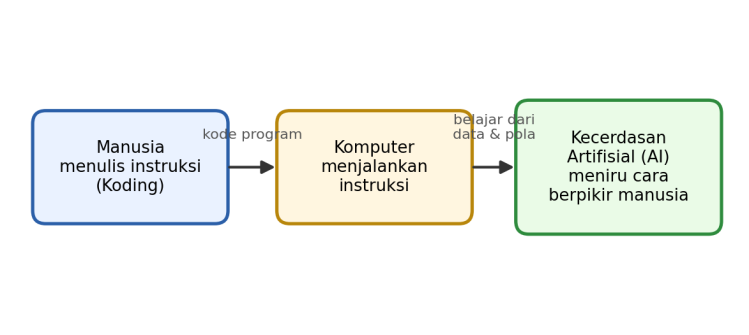 Manusia
menulis instruksi
(Koding)
kode program
Komputer
menjalankan
instruksi
belajar dari
data & pola
Kecerdasan
Artifisial (AI)
meniru cara
berpikir manusia